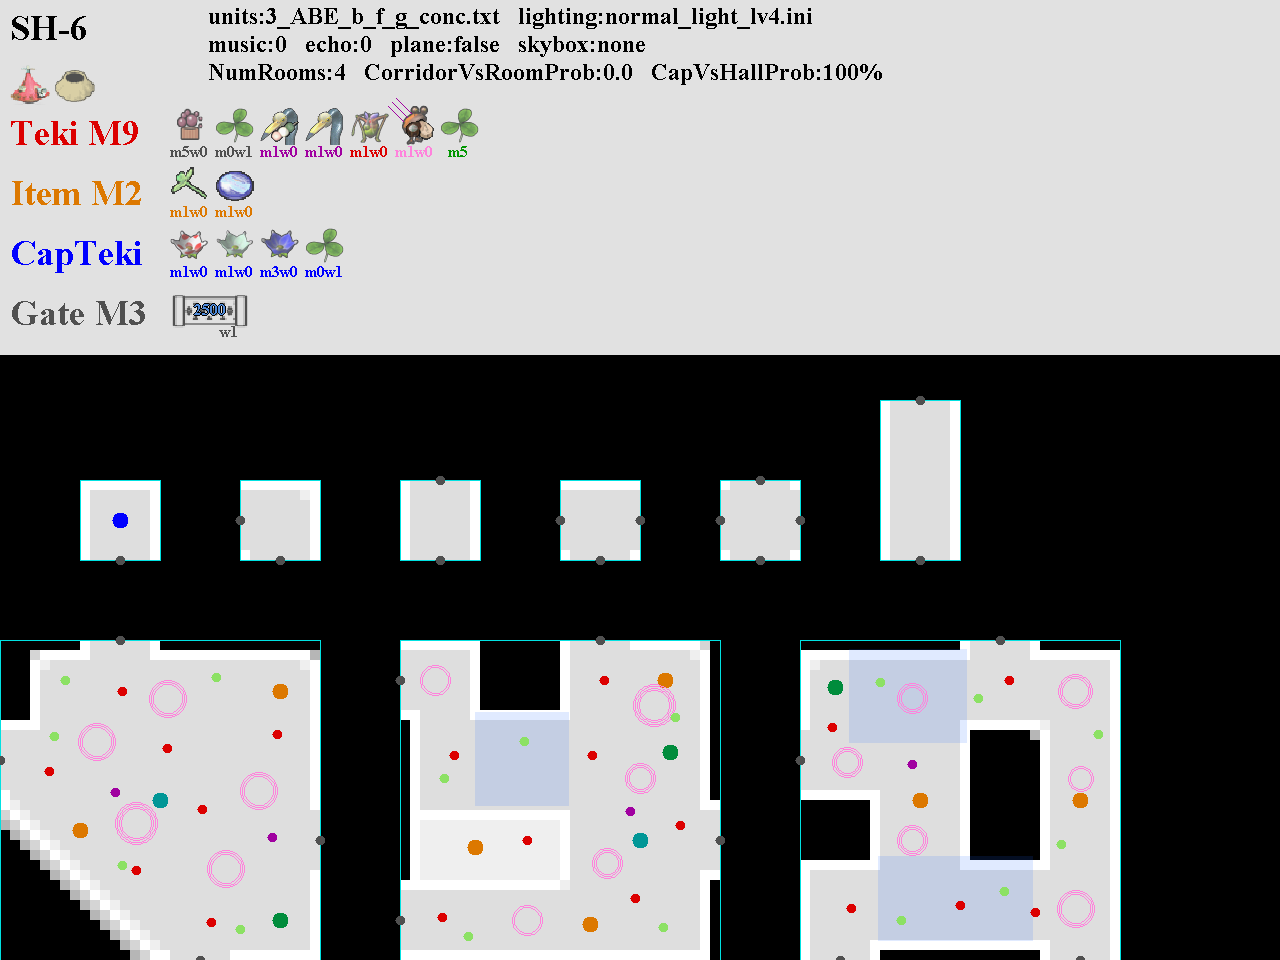 SH-6
units:3_ABE_b_f_g_conc.txt lighting:normal_light_lv4.ini
music:0 echo:0 plane:false skybox:none
NumRooms:4 CorridorVsRoomProb:0.0 CapVsHallProb:100%
Teki M9
m5w0 m0w1 m1w0 m1w0 m1w0 m1w0 m5
Item M2
m1w0 m1w0
CapTeki
m1w0 m1w0 m3w0 m0w1
Gate M3
2500
w1